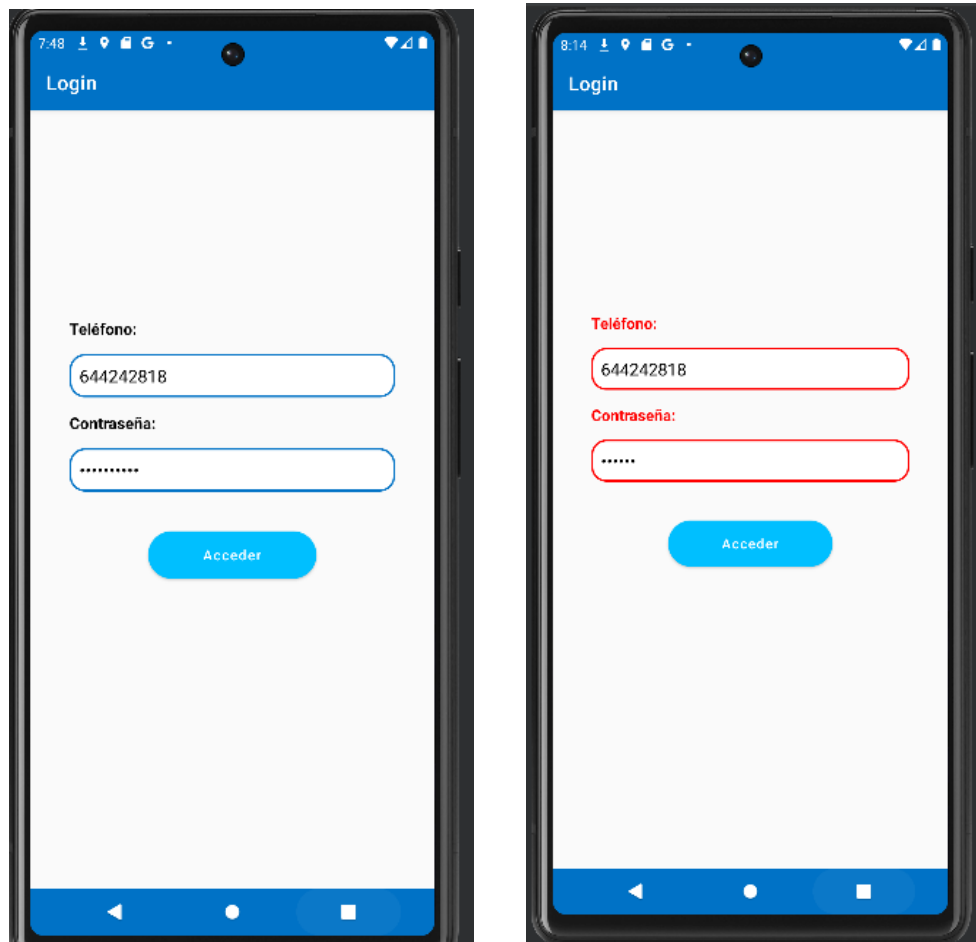 7:48 G
Login
Teléfono:
644242818
Contraseña:
••••••••••
Acceder
8:14 G
Login
Teléfono:
644242818
Contraseña:
••••••
Acceder